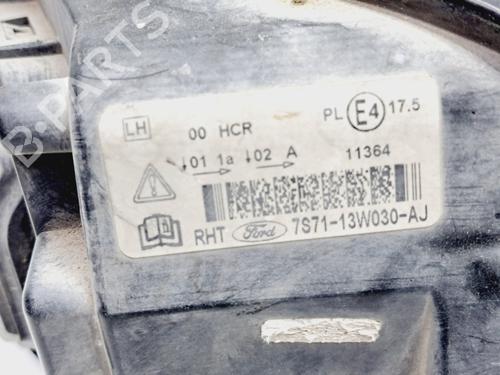 LH
00 HCR
PL E4 17.5
01 1a 02 A
11364
RHT Ford 7S71-13W030-AJ
B-PARTS